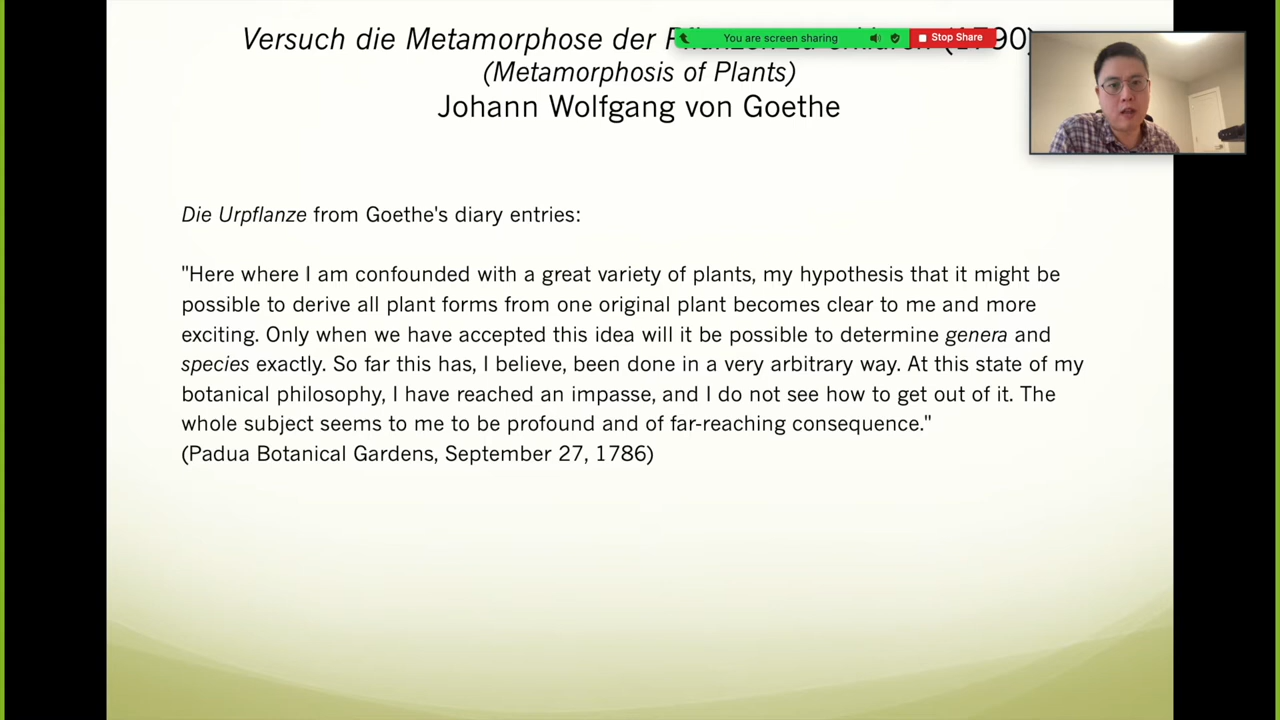 Versuch die Metamorphose der
You are screen sharing
Stop Share
(Metamorphosis of Plants)
Johann Wolfgang von Goethe
Die Urpflanze from Goethe's diary entries:
"Here where I am confounded with a great variety of plants, my hypothesis that it might be
possible to derive all plant forms from one original plant becomes clear to me and more
exciting. Only when we have accepted this idea will it be possible to determine genera and
species exactly. So far this has, I believe, been done in a very arbitrary way. At this state of my
botanical philosophy, I have reached an impasse, and I do not see how to get out of it. The
whole subject seems to me to be profound and of far-reaching consequence."
(Padua Botanical Gardens, September 27, 1786)